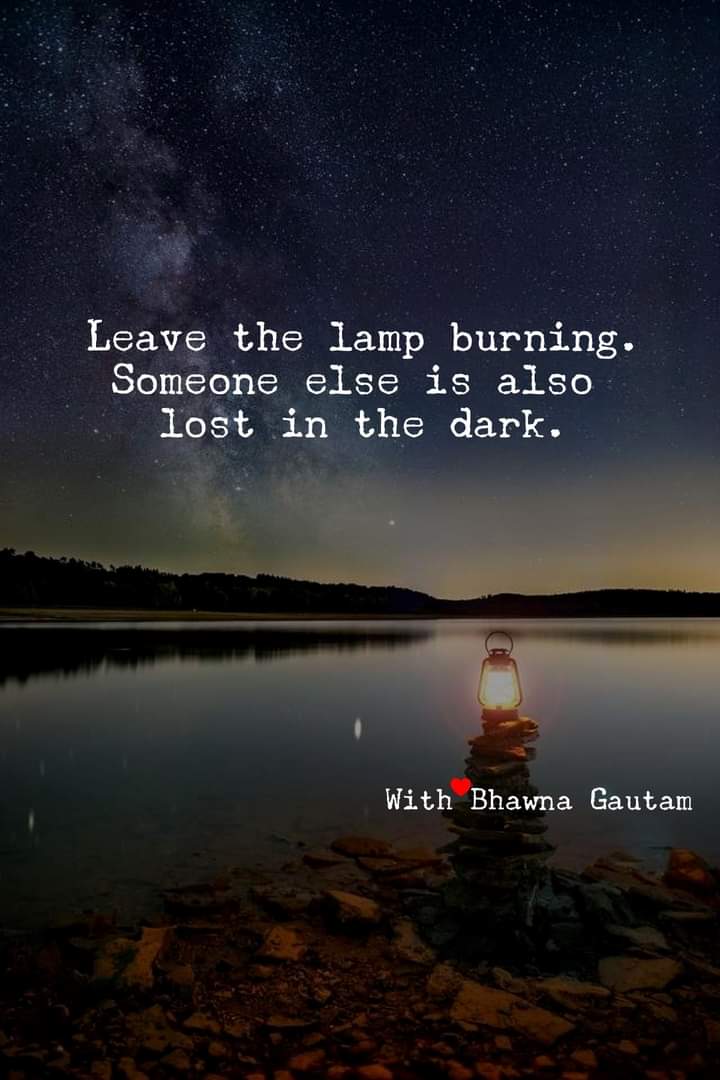 Leave the lamp burning.
Someone else is also
lost in the dark.
With❤Bhawna Gautam